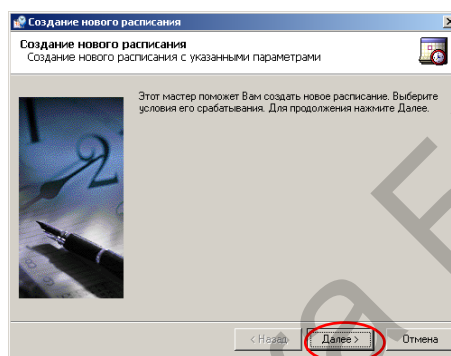 Создание нового расписания
Создание нового расписания
Создание нового расписания с указанными параметрами
Этот мастер поможет Вам создать новое расписание. Выберите
условия его срабатывания. Для продолжения нажмите Далее.
< Назад
Далее >
Отмена